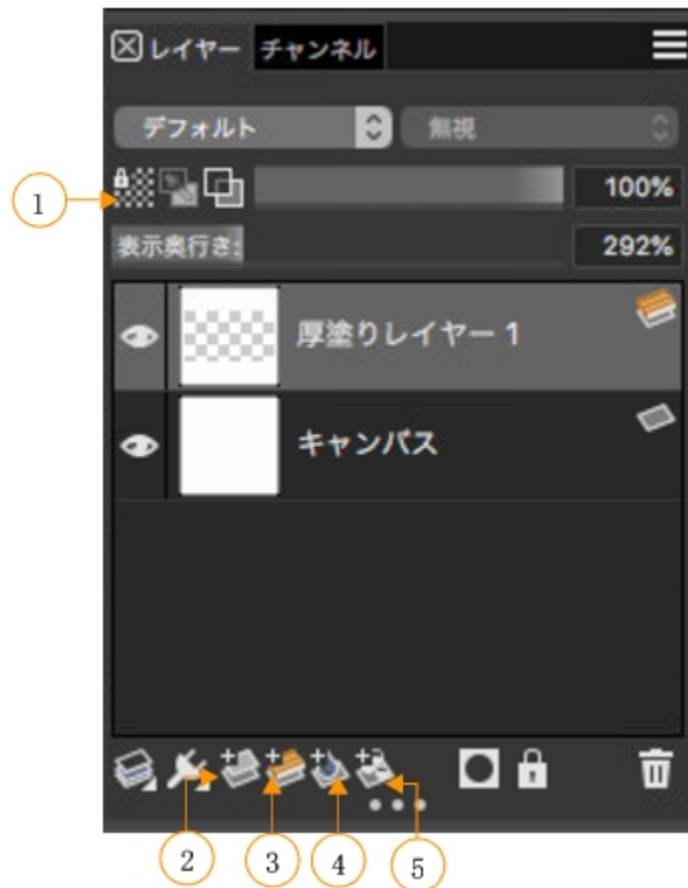 レイヤー チャンネル
デフォルト 無視
1 100%
表示奥行き: 292%
厚塗りレイヤー 1
キャンバス
2 3 4 5